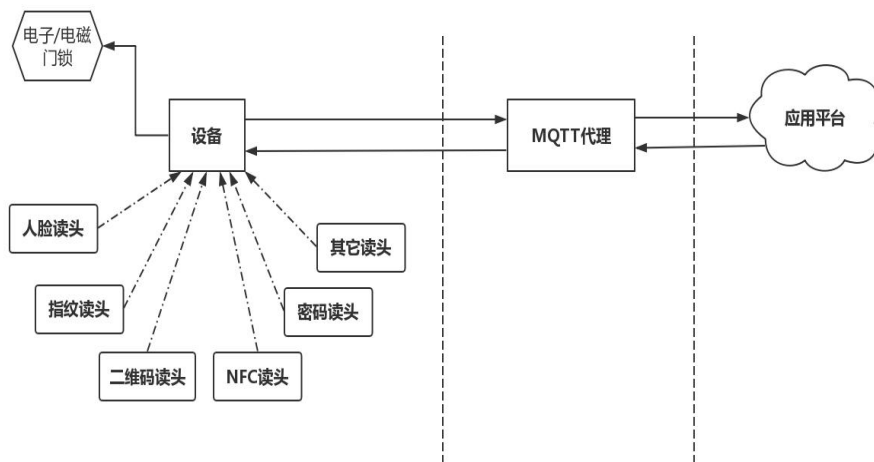 电子/电磁
门锁
设备
MQTT代理
应用平台
人脸读头
其它读头
指纹读头
密码读头
二维码读头
NFC读头